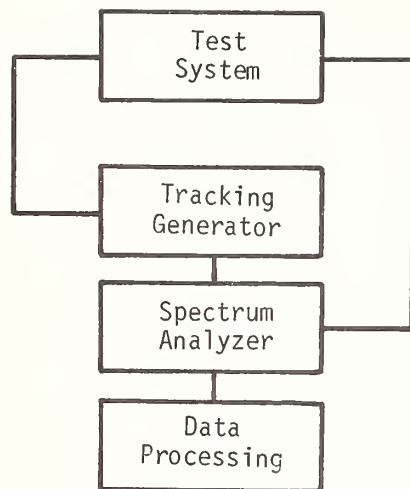 Test
System
Tracking
Generator
Spectrum
Analyzer
Data
Processing